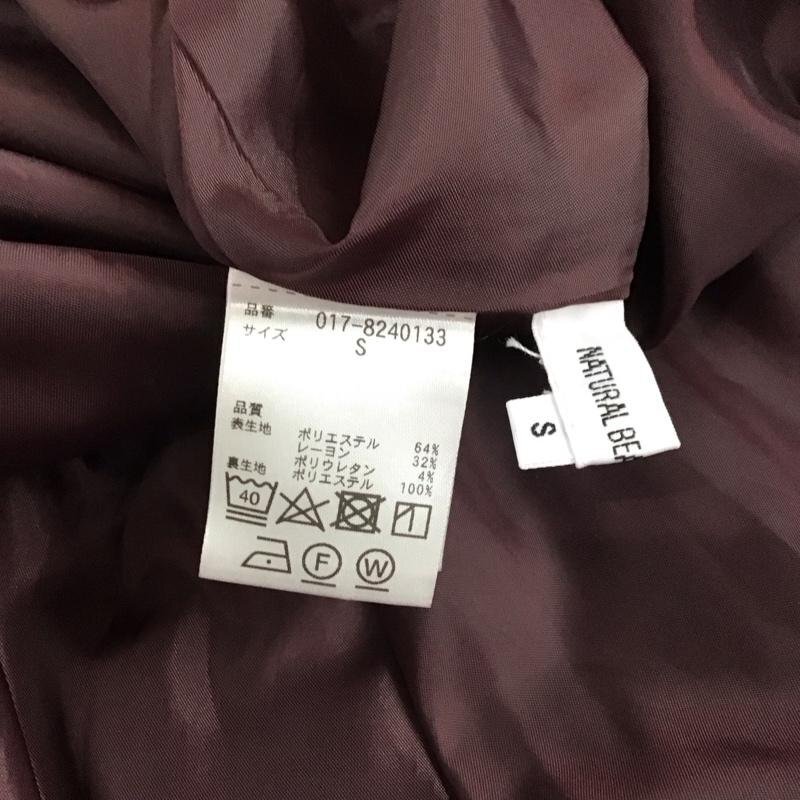 品番 017-8240133
サイズ S
品質
表生地 ポリエステル 64%
レーヨン 32%
ポリウレタン 4%
裏生地 ポリエステル 100%
40
F W
NATURAL
S